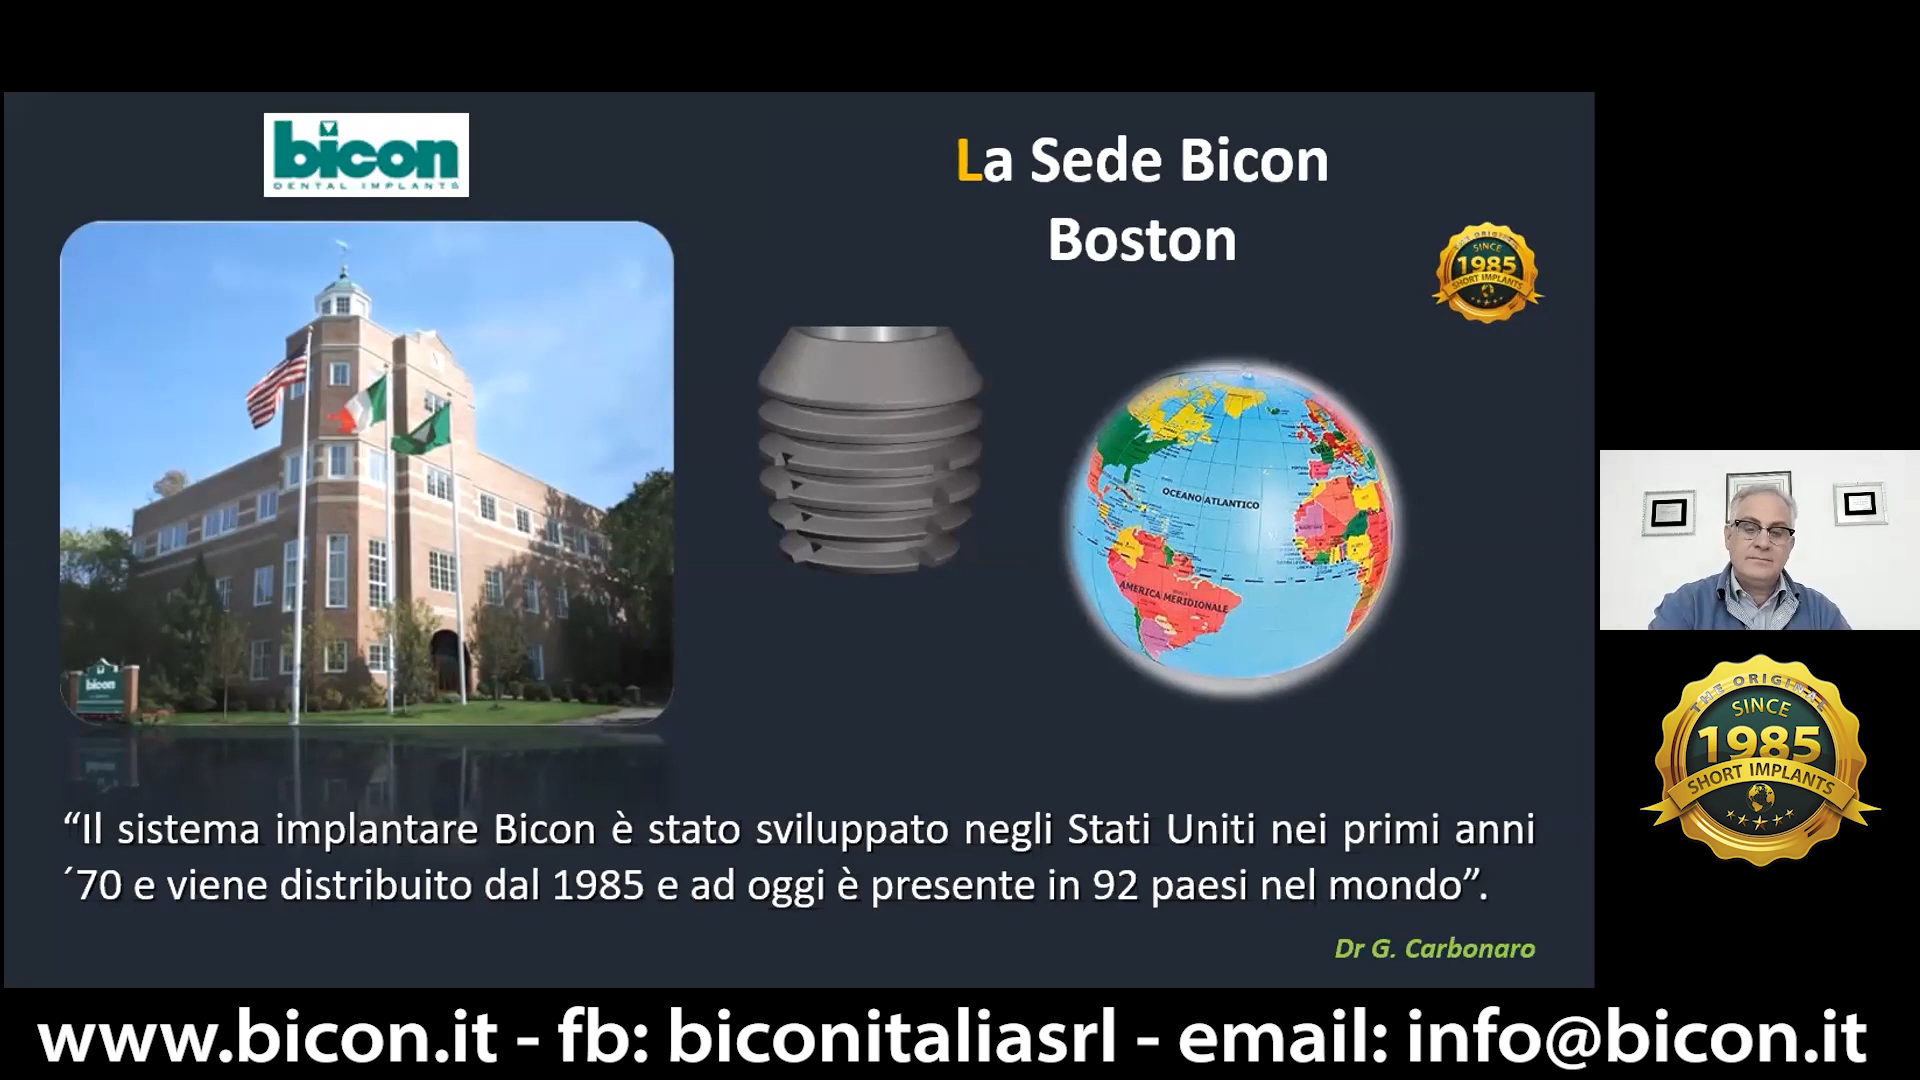 bicon
DENTAL IMPLANTS
La Sede Bicon
Boston
THE ORIGINAL
SINCE
1985
SHORT IMPLANTS
bicon
OCEANO ATLANTICO
AMERICA MERIDIONALE
“Il sistema implantare Bicon è stato sviluppato negli Stati Uniti nei primi anni
´70 e viene distribuito dal 1985 e ad oggi è presente in 92 paesi nel mondo”.
Dr G. Carbonaro
THE ORIGINAL
SINCE
1985
SHORT IMPLANTS
www.bicon.it - fb: biconitaliasrl - email: info@bicon.it